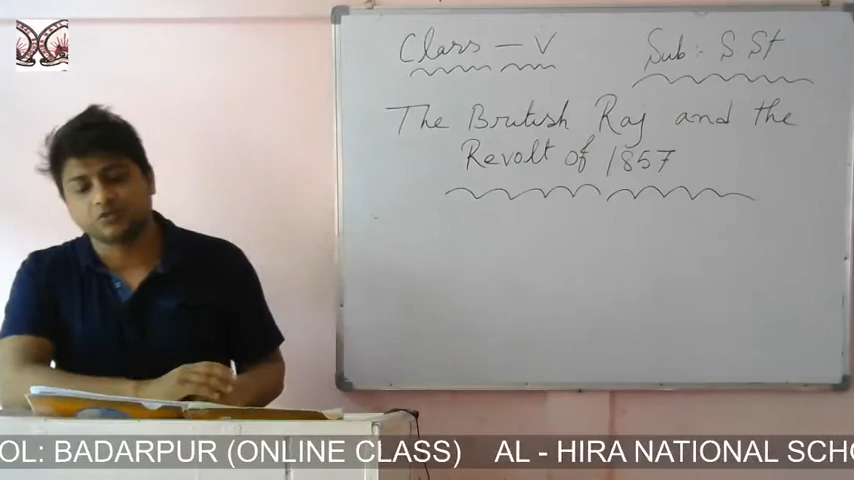 Class - V Sub:- S St
The British Raj and the
Revolt of 1857
OL: BADARPUR (ONLINE CLASS) AL - HIRA NATIONAL SCHO